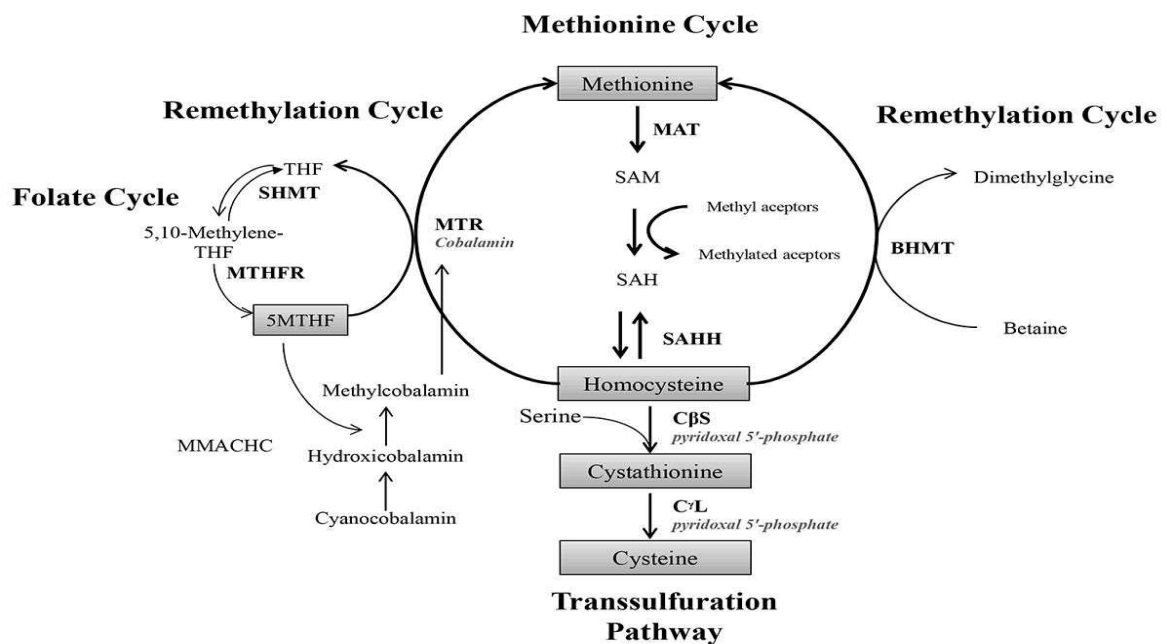 Methionine Cycle
Methionine
Remethylation Cycle
Remethylation Cycle
MAT
THF
SHMT
SAM
Dimethylglycine
Folate Cycle
Methyl aceptors
5,10-Methylene-
THF
MTR
Cobalamin
Methylated aceptors
BHMT
MTHFR
SAH
5MTHF
SAHH
Betaine
Homocysteine
Methylcobalamin
Serine
CβS
pyridoxal 5'-phosphate
MMACHC
Hydroxicobalamin
Cystathionine
CγL
pyridoxal 5'-phosphate
Cyanocobalamin
Cysteine
Transsulfuration
Pathway